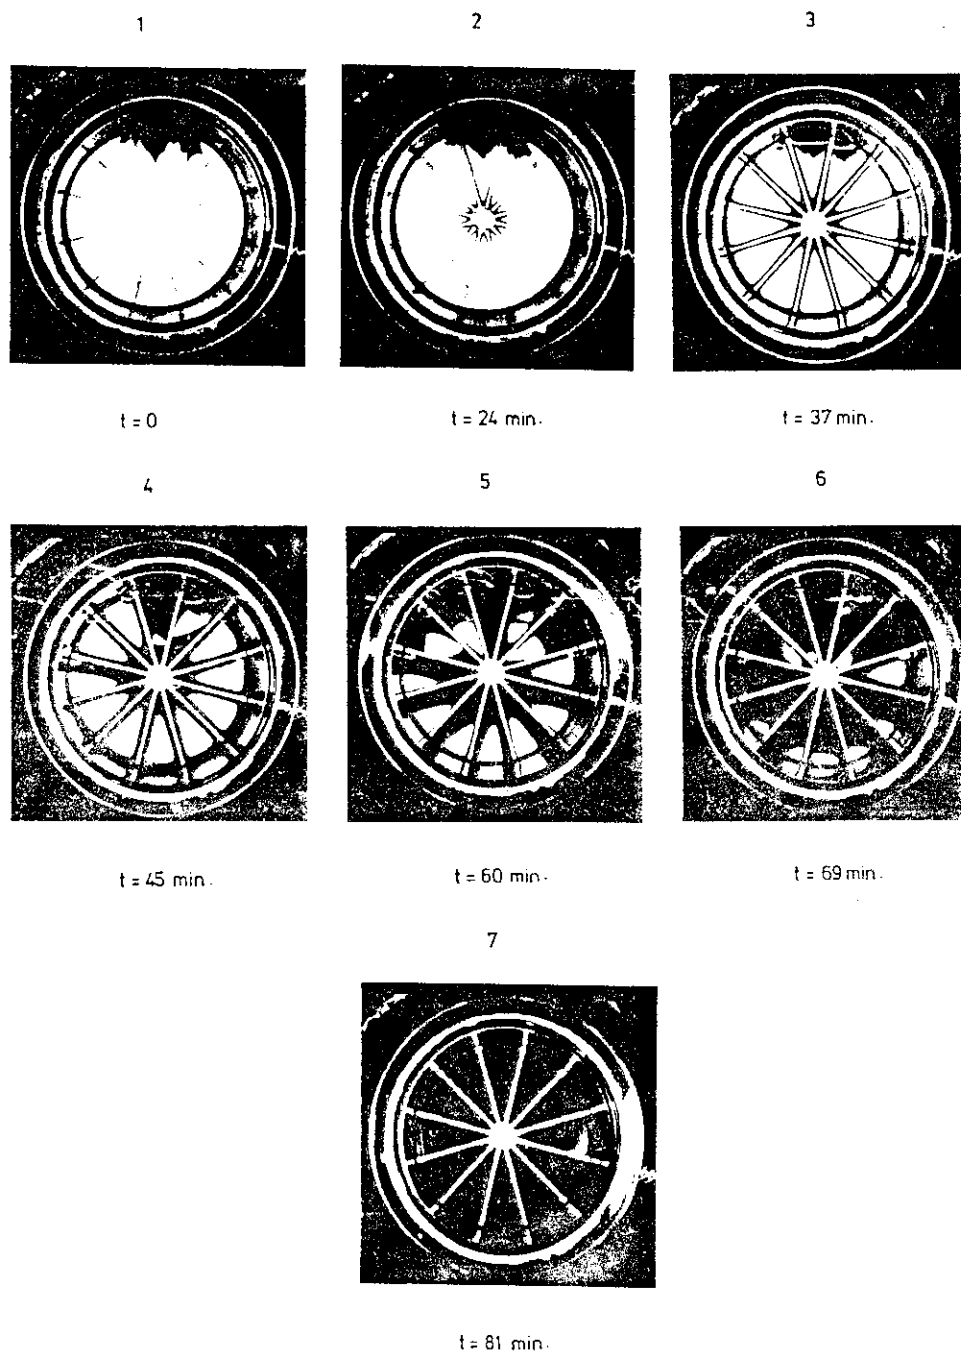 1 2 3
t = 0 t = 24 min. t = 37 min.
4 5 6
t = 45 min. t = 60 min. t = 69 min.
7
t = 81 min.